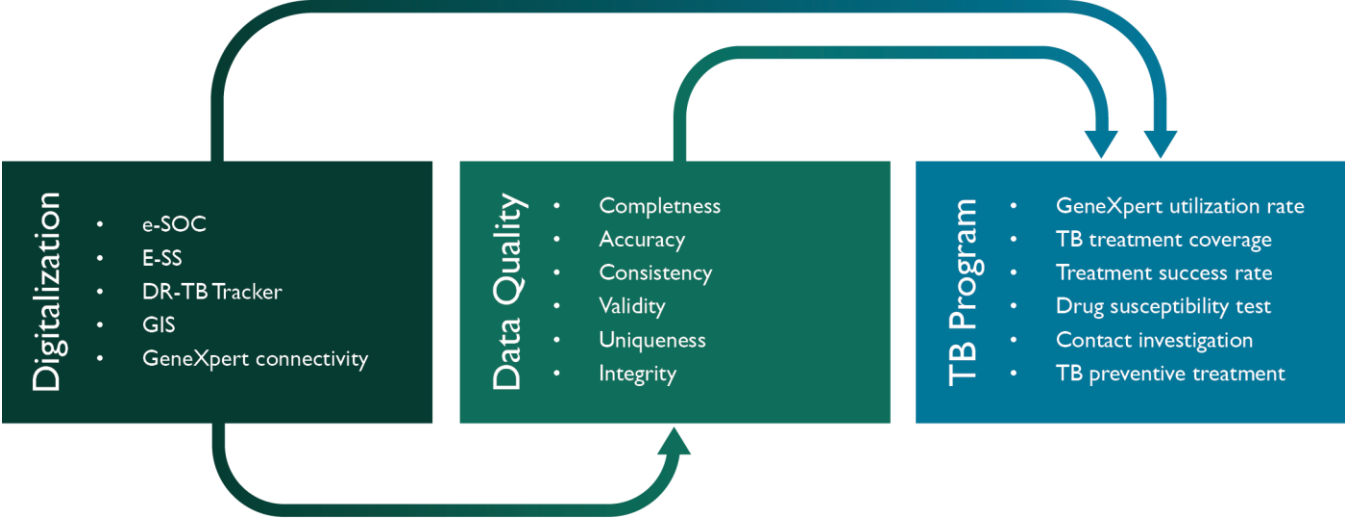 Digitalization
• e-SOC
• E-SS
• DR-TB Tracker
• GIS
• GeneXpert connectivity
Data Quality
• Completness
• Accuracy
• Consistency
• Validity
• Uniqueness
• Integrity
TB Program
• GeneXpert utilization rate
• TB treatment coverage
• Treatment success rate
• Drug susceptibility test
• Contact investigation
• TB preventive treatment